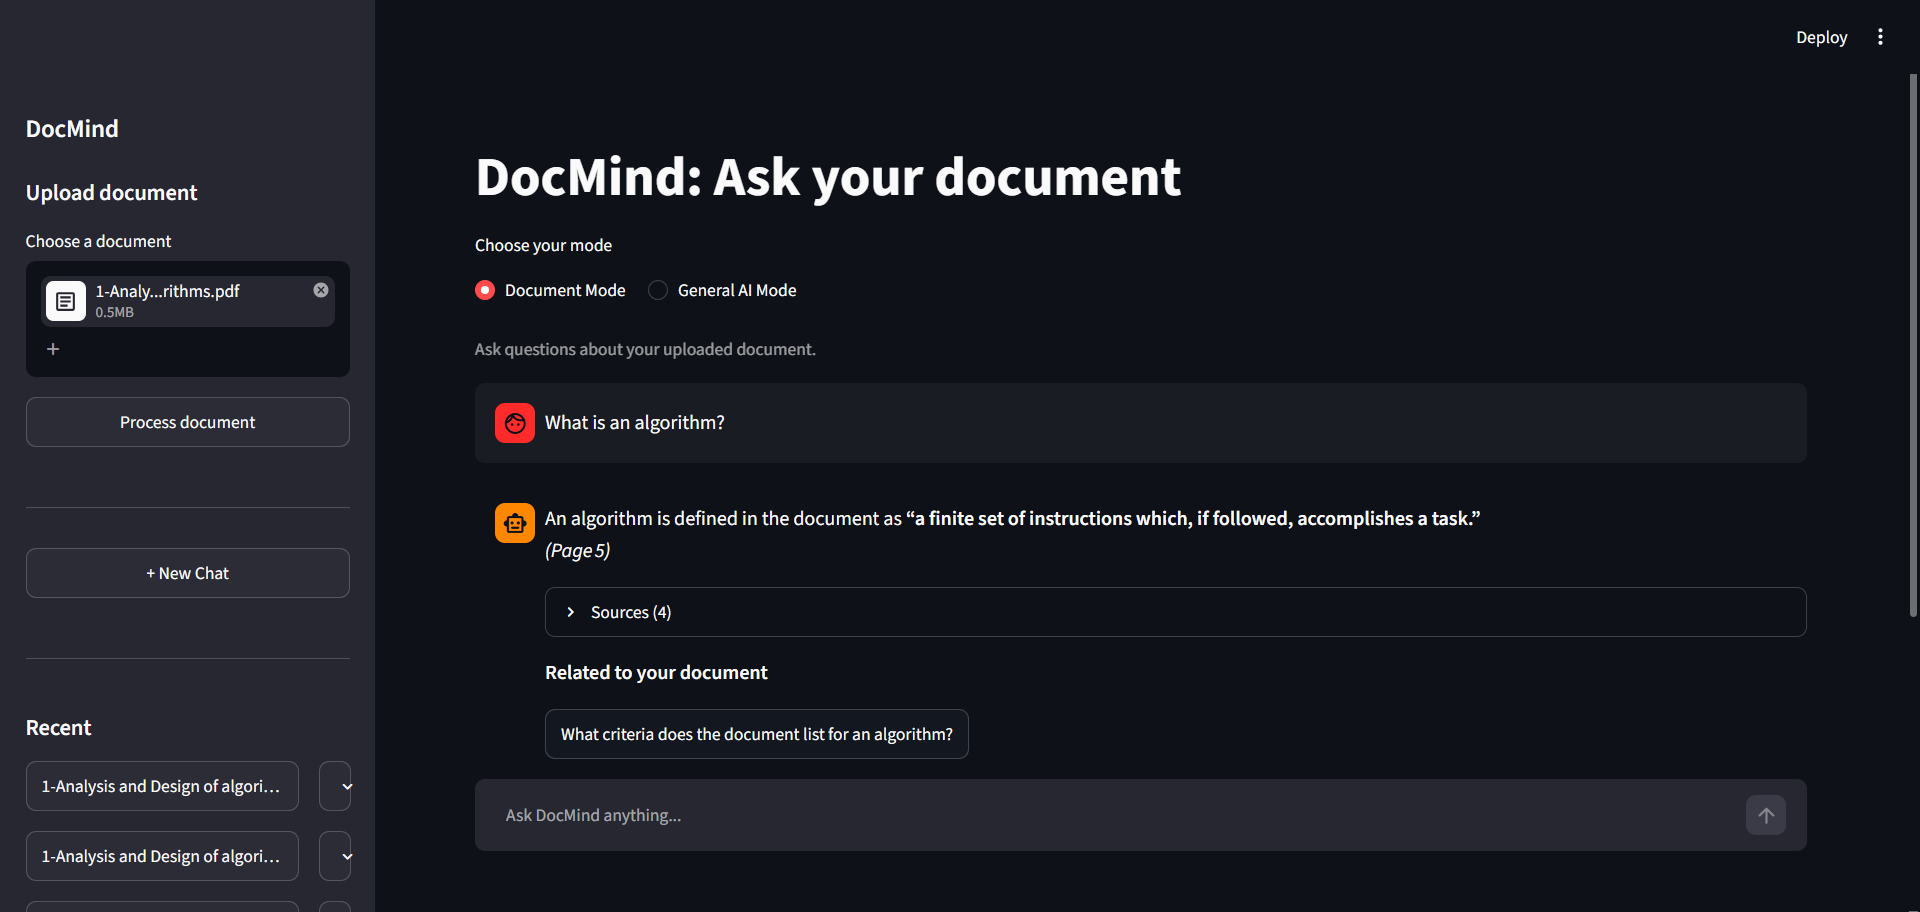 Deploy
DocMind
Upload document
Choose a document
1-Analy...rithms.pdf
0.5MB
Process document
+ New Chat
Recent
1-Analysis and Design of algori...
1-Analysis and Design of algori...
DocMind: Ask your document
Choose your mode
Document Mode
General AI Mode
Ask questions about your uploaded document.
What is an algorithm?
An algorithm is defined in the document as “a finite set of instructions which, if followed, accomplishes a task.”
(Page 5)
Sources (4)
Related to your document
What criteria does the document list for an algorithm?
Ask DocMind anything...